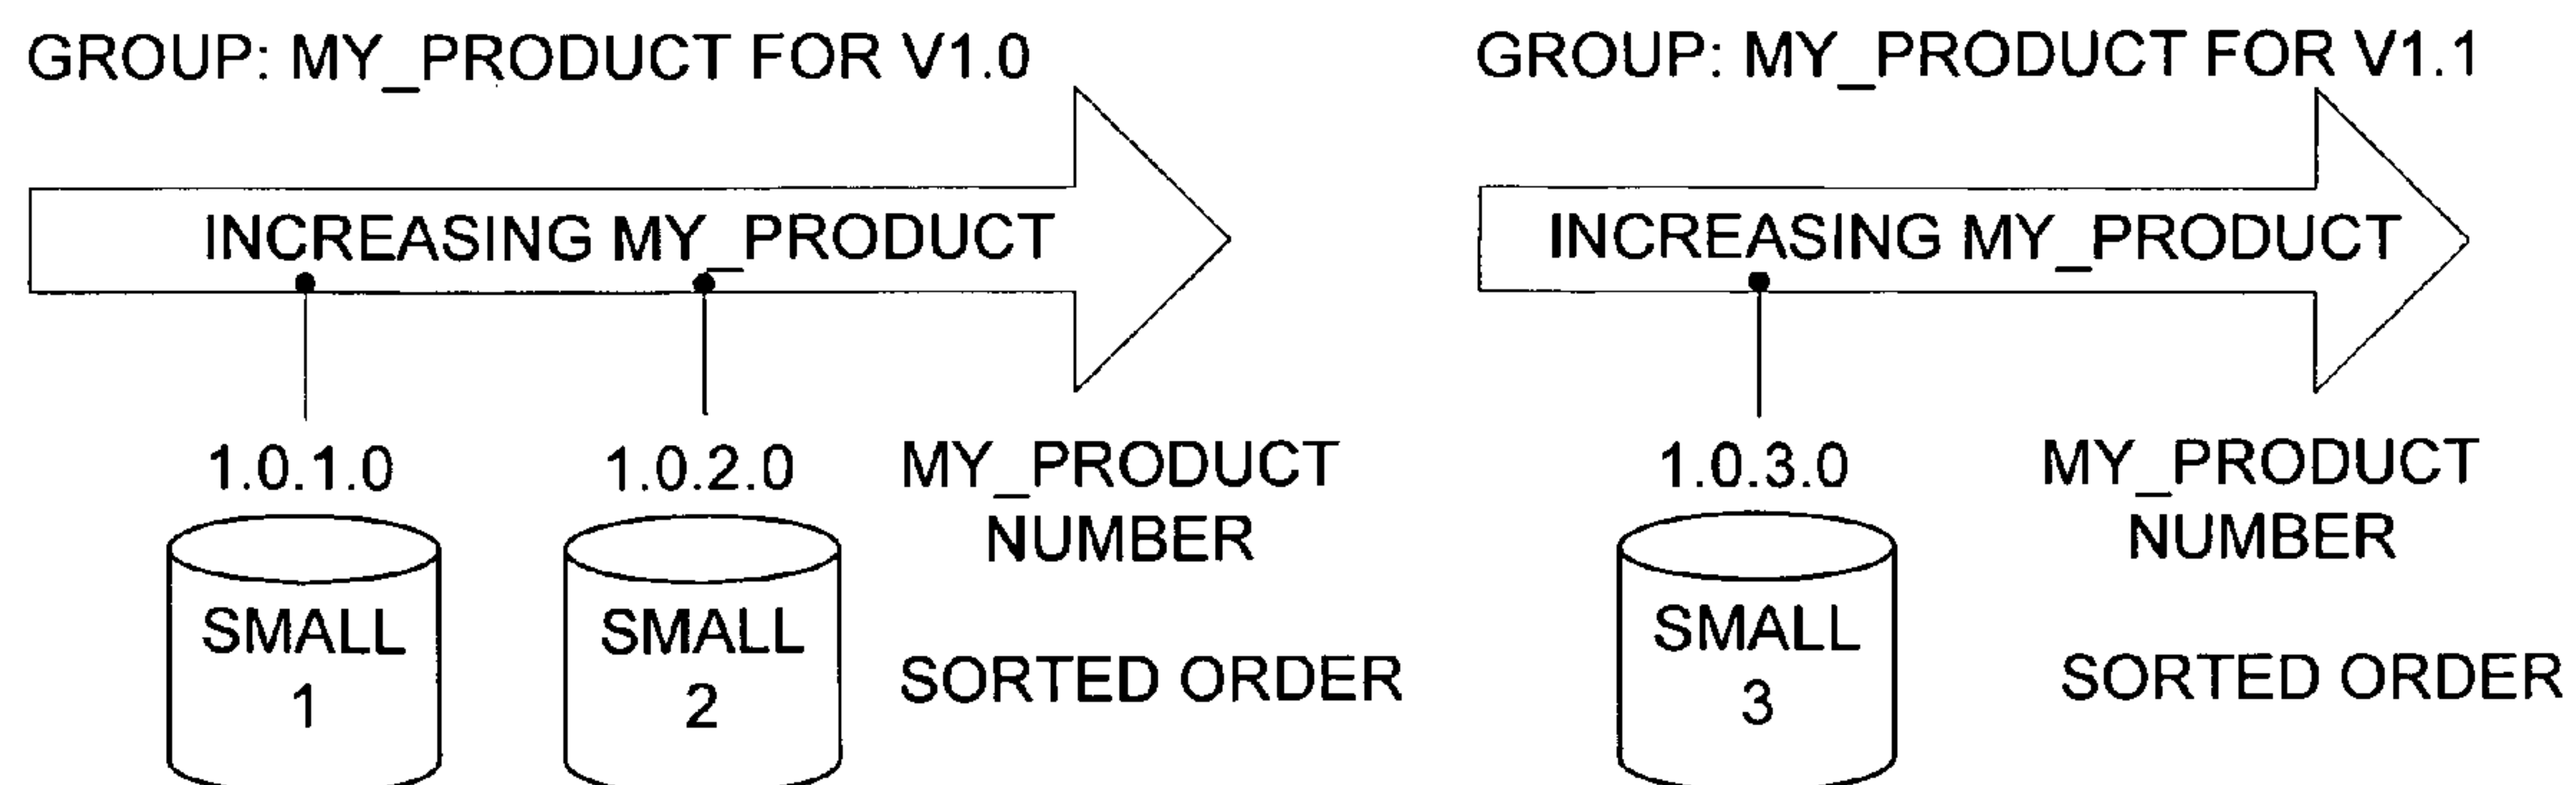 GROUP: MY_PRODUCT FOR V1.0
INCREASING MY_PRODUCT
1.0.1.0
1.0.2.0
MY_PRODUCT
NUMBER
SMALL
1
SMALL
2
SORTED ORDER
GROUP: MY_PRODUCT FOR V1.1
INCREASING MY_PRODUCT
1.0.3.0
MY_PRODUCT
NUMBER
SMALL
3
SORTED ORDER